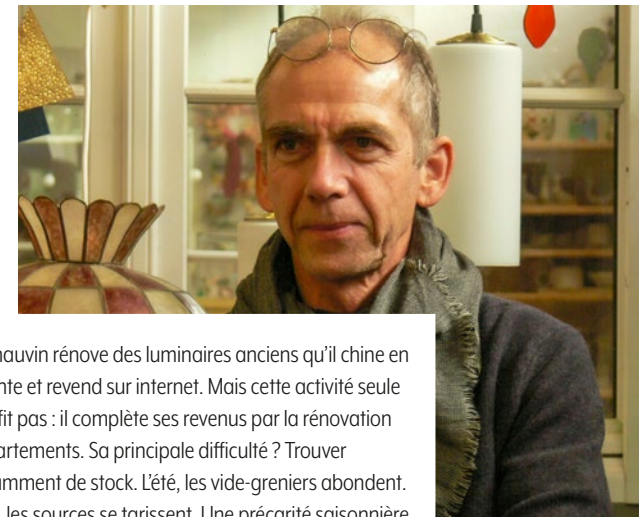 hauvin rénove des luminaires anciens qu'il chine en
nte et revend sur internet. Mais cette activité seule
fit pas : il complète ses revenus par la rénovation
artements. Sa principale difficulté ? Trouver
amment de stock. L'été, les vide-greniers abondent.
les sources se tarissent. Une précarité saisonnière